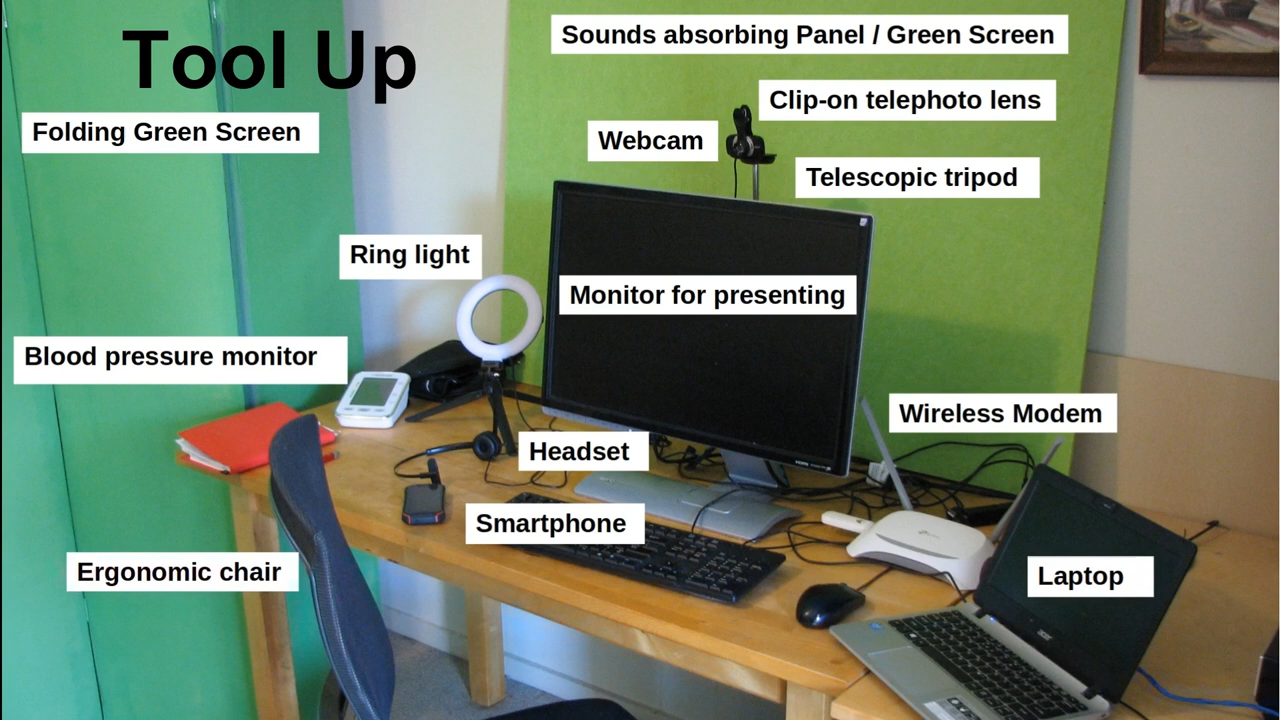 Tool Up
Sounds absorbing Panel / Green Screen
Clip-on telephoto lens
Folding Green Screen
Webcam
Telescopic tripod
Ring light
Monitor for presenting
Blood pressure monitor
Wireless Modem
Headset
Smartphone
Ergonomic chair
Laptop
acer